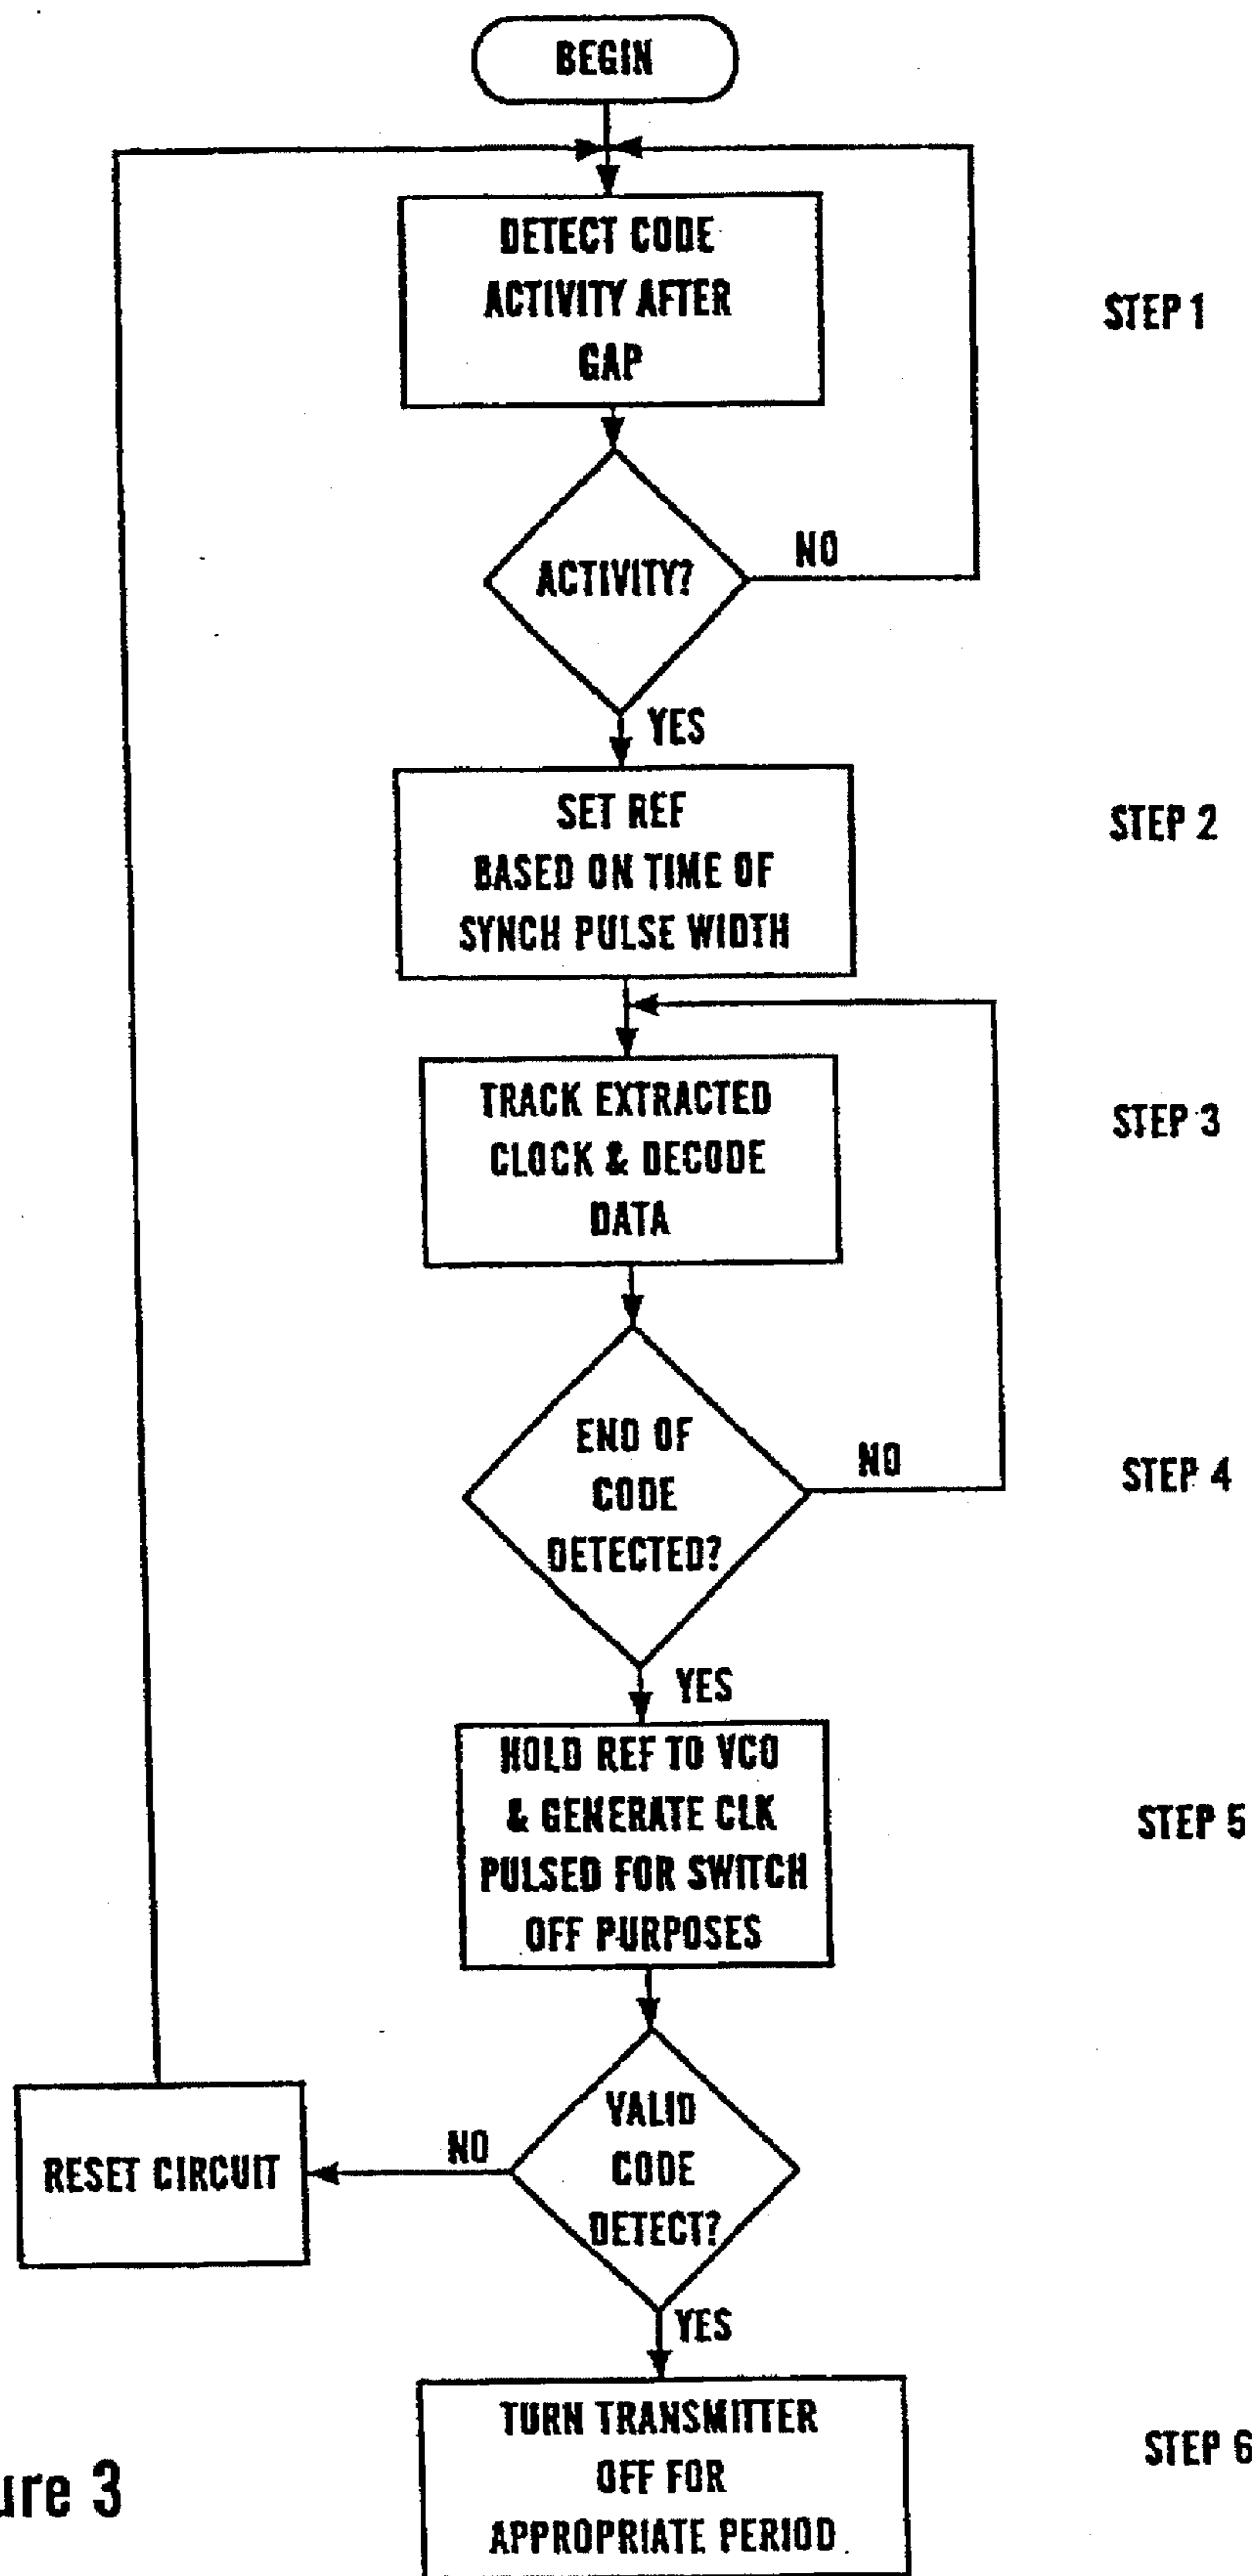 BEGIN
DETECT CODE
ACTIVITY AFTER
GAP
STEP 1
ACTIVITY?
NO
YES
SET REF
BASED ON TIME OF
SYNCH PULSE WIDTH
STEP 2
TRACK EXTRACTED
CLOCK & DECODE
DATA
STEP 3
END OF
CODE
DETECTED?
NO
STEP 4
YES
HOLD REF TO VCO
& GENERATE CLK
PULSED FOR SWITCH
OFF PURPOSES
STEP 5
VALID
CODE
DETECT?
NO
RESET CIRCUIT
YES
TURN TRANSMITTER
OFF FOR
APPROPRIATE PERIOD
STEP 6
ure 3